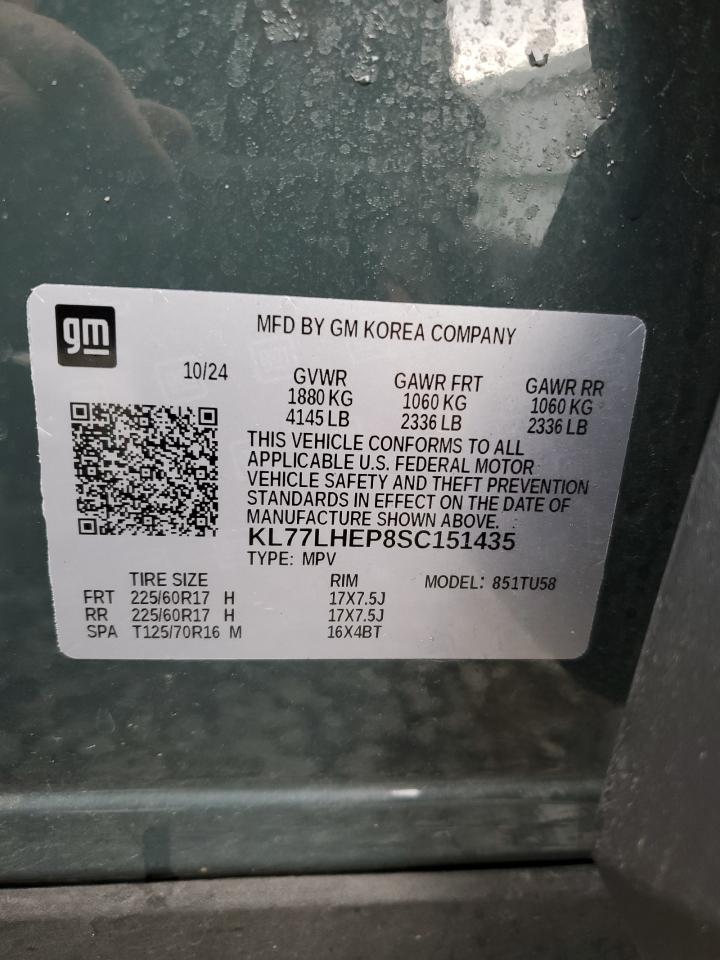 gm
MFD BY GM KOREA COMPANY
10/24
GVWR
1880 KG
4145 LB
GAWR FRT
1060 KG
2336 LB
GAWR RR
1060 KG
2336 LB
THIS VEHICLE CONFORMS TO ALL
APPLICABLE U.S. FEDERAL MOTOR
VEHICLE SAFETY AND THEFT PREVENTION
STANDARDS IN EFFECT ON THE DATE OF
MANUFACTURE SHOWN ABOVE.
KL77LHEP8SC151435
TYPE: MPV
TIRE SIZE RIM MODEL: 851TU58
FRT 225/60R17 H 17X7.5J
RR 225/60R17 H 17X7.5J
SPA T125/70R16 M 16X4BT